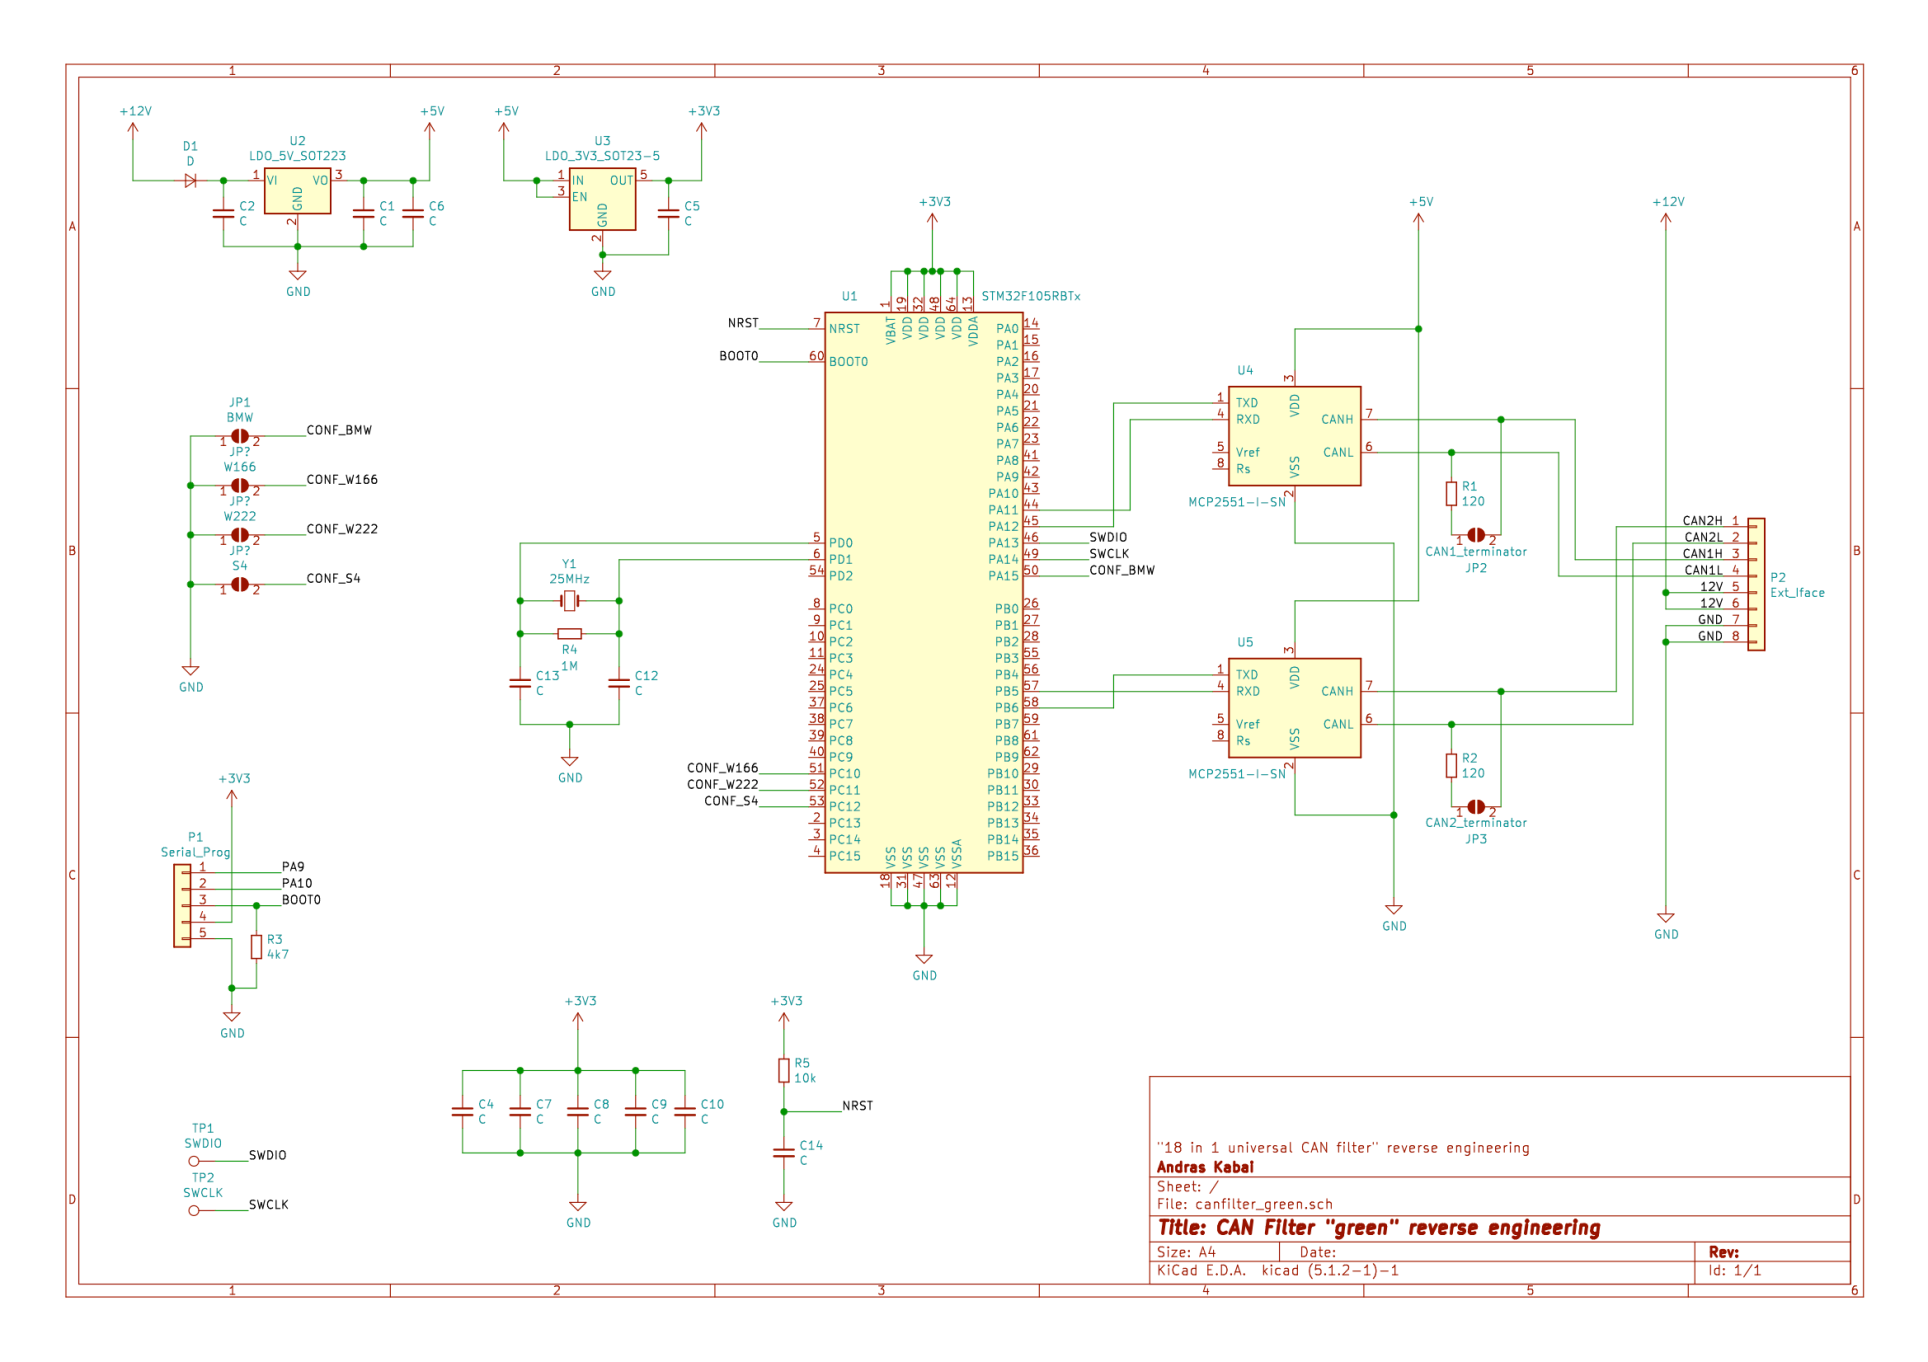 1 2 3 4 5 6
A
B
C
D
+12V
+5V
D1
D
U2
LDO_5V_SOT223
1 VI VO 3
GND
2
C2
C
C1
C
C6
C
GND
+5V
+3V3
U3
LDO_3V3_SOT23-5
1 IN OUT 5
3 EN
GND
2
C5
C
GND
JP1
BMW
1 2
CONF_BMW
JP?
W166
1 2
CONF_W166
JP?
W222
1 2
CONF_W222
JP?
S4
1 2
CONF_S4
GND
Y1
25MHz
R4
1M
C13
C
C12
C
GND
+3V3
U1
STM32F105RBTx
1 19 32 48 64 13
VBAT VDD VDD VDD VDD VDDA
NRST 7 NRST
BOOT0 60 BOOT0
5 PD0
6 PD1
54 PD2
8 PC0
9 PC1
10 PC2
11 PC3
24 PC4
25 PC5
37 PC6
38 PC7
39 PC8
40 PC9
CONF_W166 51 PC10
CONF_W222 52 PC11
CONF_S4 53 PC12
2 PC13
3 PC14
4 PC15
PA0 14
PA1 15
PA2 16
PA3 17
PA4 20
PA5 21
PA6 22
PA7 23
PA8 41
PA9 42
PA10 43
PA11 44
PA12 45
PA13 46 SWDIO
PA14 49 SWCLK
PA15 50 CONF_BMW
PB0 26
PB1 27
PB2 28
PB3 55
PB4 56
PB5 57
PB6 58
PB7 59
PB8 61
PB9 62
PB10 29
PB11 30
PB12 33
PB13 34
PB14 35
PB15 36
VSS VSS VSS VSS VSSA
18 31 47 63 12
GND
+5V
U4
3
VDD
1 TXD
4 RXD
5 Vref
8 Rs
CANH 7
CANL 6
VSS
2
MCP2551-I-SN
R1
120
1 2
CAN1_terminator
JP2
U5
3
VDD
1 TXD
4 RXD
5 Vref
8 Rs
CANH 7
CANL 6
VSS
2
MCP2551-I-SN
R2
120
1 2
CAN2_terminator
JP3
GND
+12V
CAN2H 1
CAN2L 2
CAN1H 3
CAN1L 4
12V 5
12V 6
GND 7
GND 8
P2
Ext_Iface
GND
+3V3
P1
Serial_Prog
1 PA9
2 PA10
3 BOOT0
4
5
R3
4k7
GND
TP1
SWDIO
SWDIO
TP2
SWCLK
SWCLK
+3V3
C4
C
C7
C
C8
C
C9
C
C10
C
GND
+3V3
R5
10k
NRST
C14
C
GND
"18 in 1 universal CAN filter" reverse engineering
Andras Kabai
Sheet: /
File: canfilter_green.sch
Title: CAN Filter "green" reverse engineering
Size: A4 Date: Rev:
KiCad E.D.A. kicad (5.1.2-1)-1 Id: 1/1
A
B
C
D
1 2 3 4 5 6